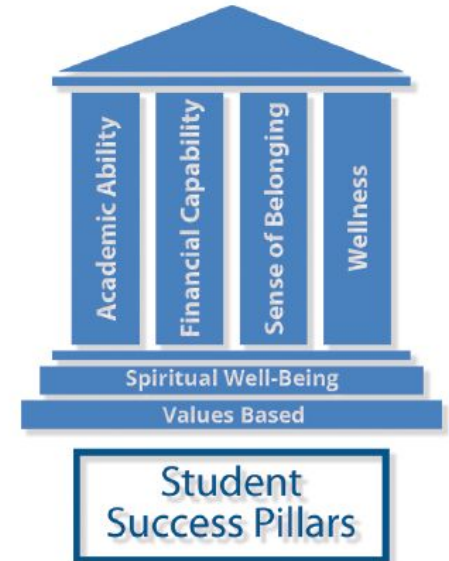 Academic Ability
Financial Capability
Sense of Belonging
Wellness
Spiritual Well-Being
Values Based
Student
Success Pillars